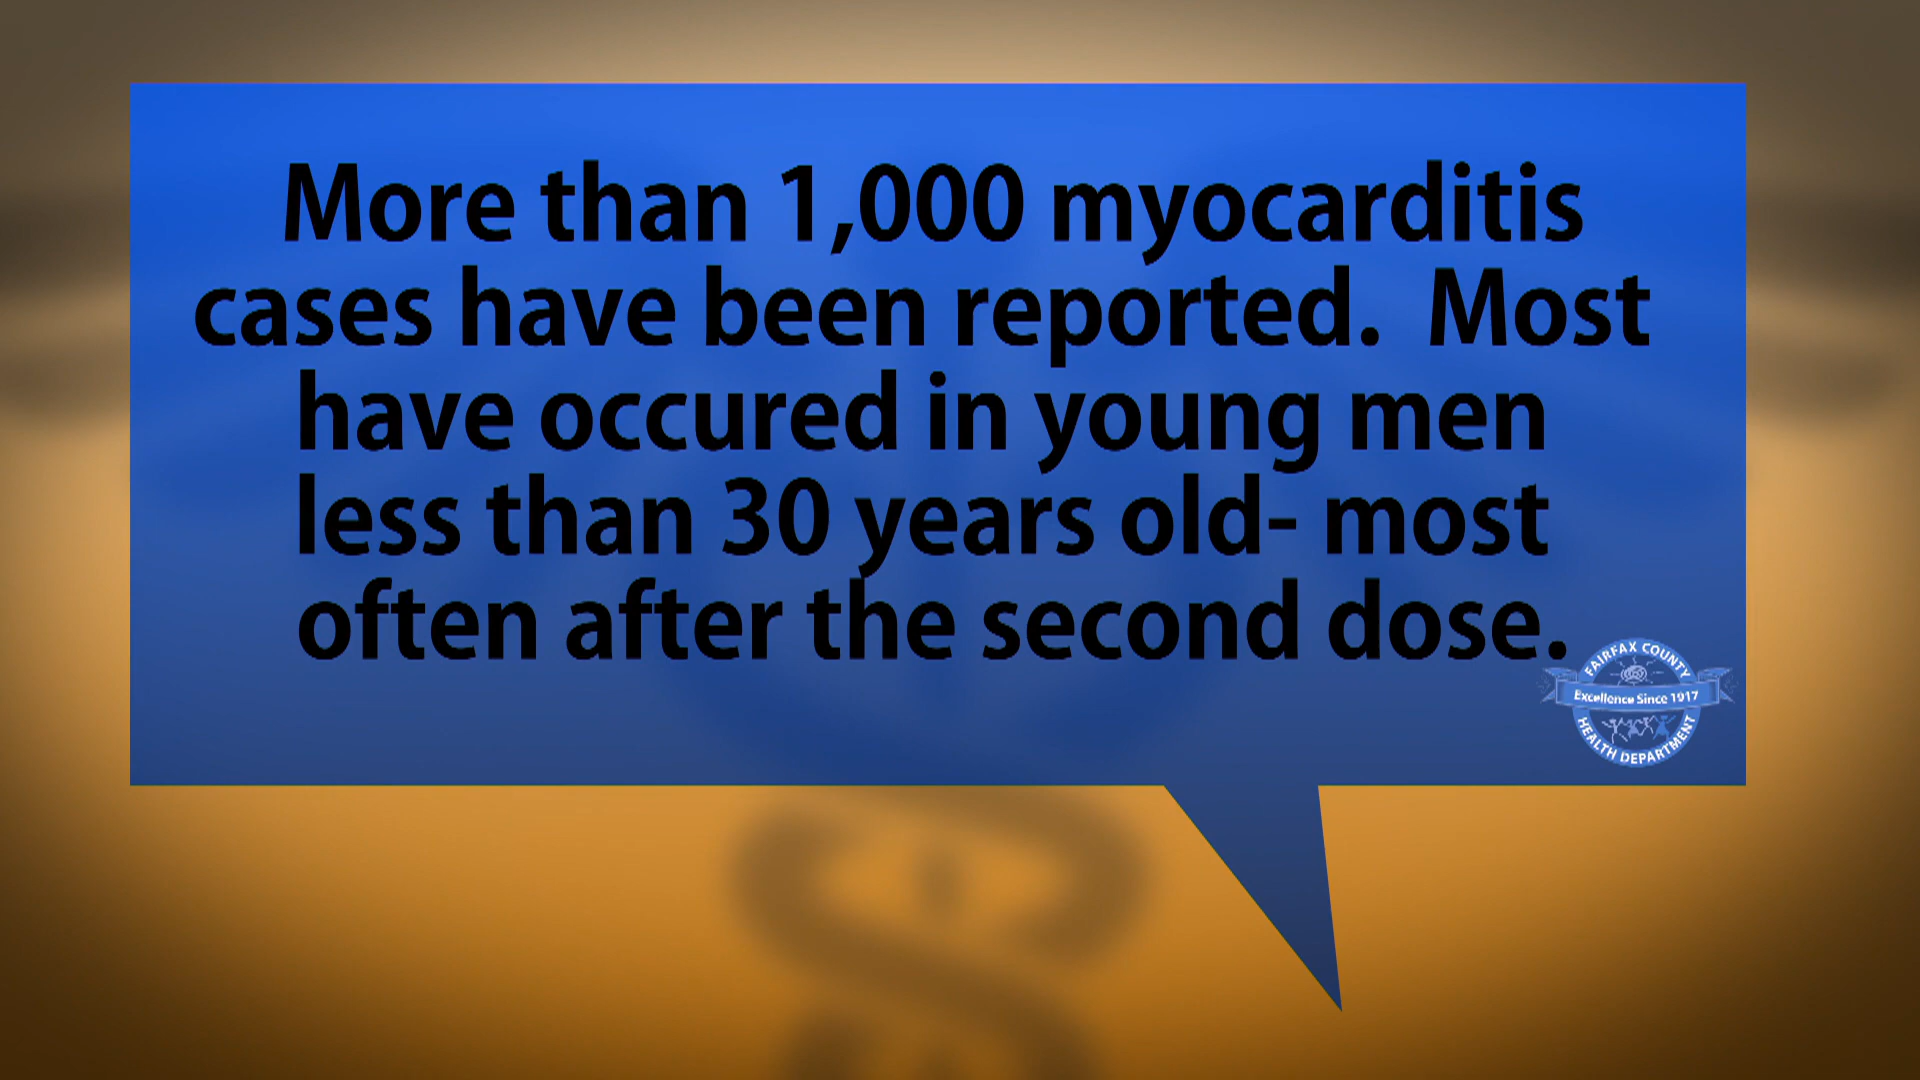 More than 1,000 myocarditis
cases have been reported.  Most
have occured in young men
less than 30 years old- most
often after the second dose.
FAIRFAX COUNTY
Excellence Since 1917
HEALTH DEPARTMENT